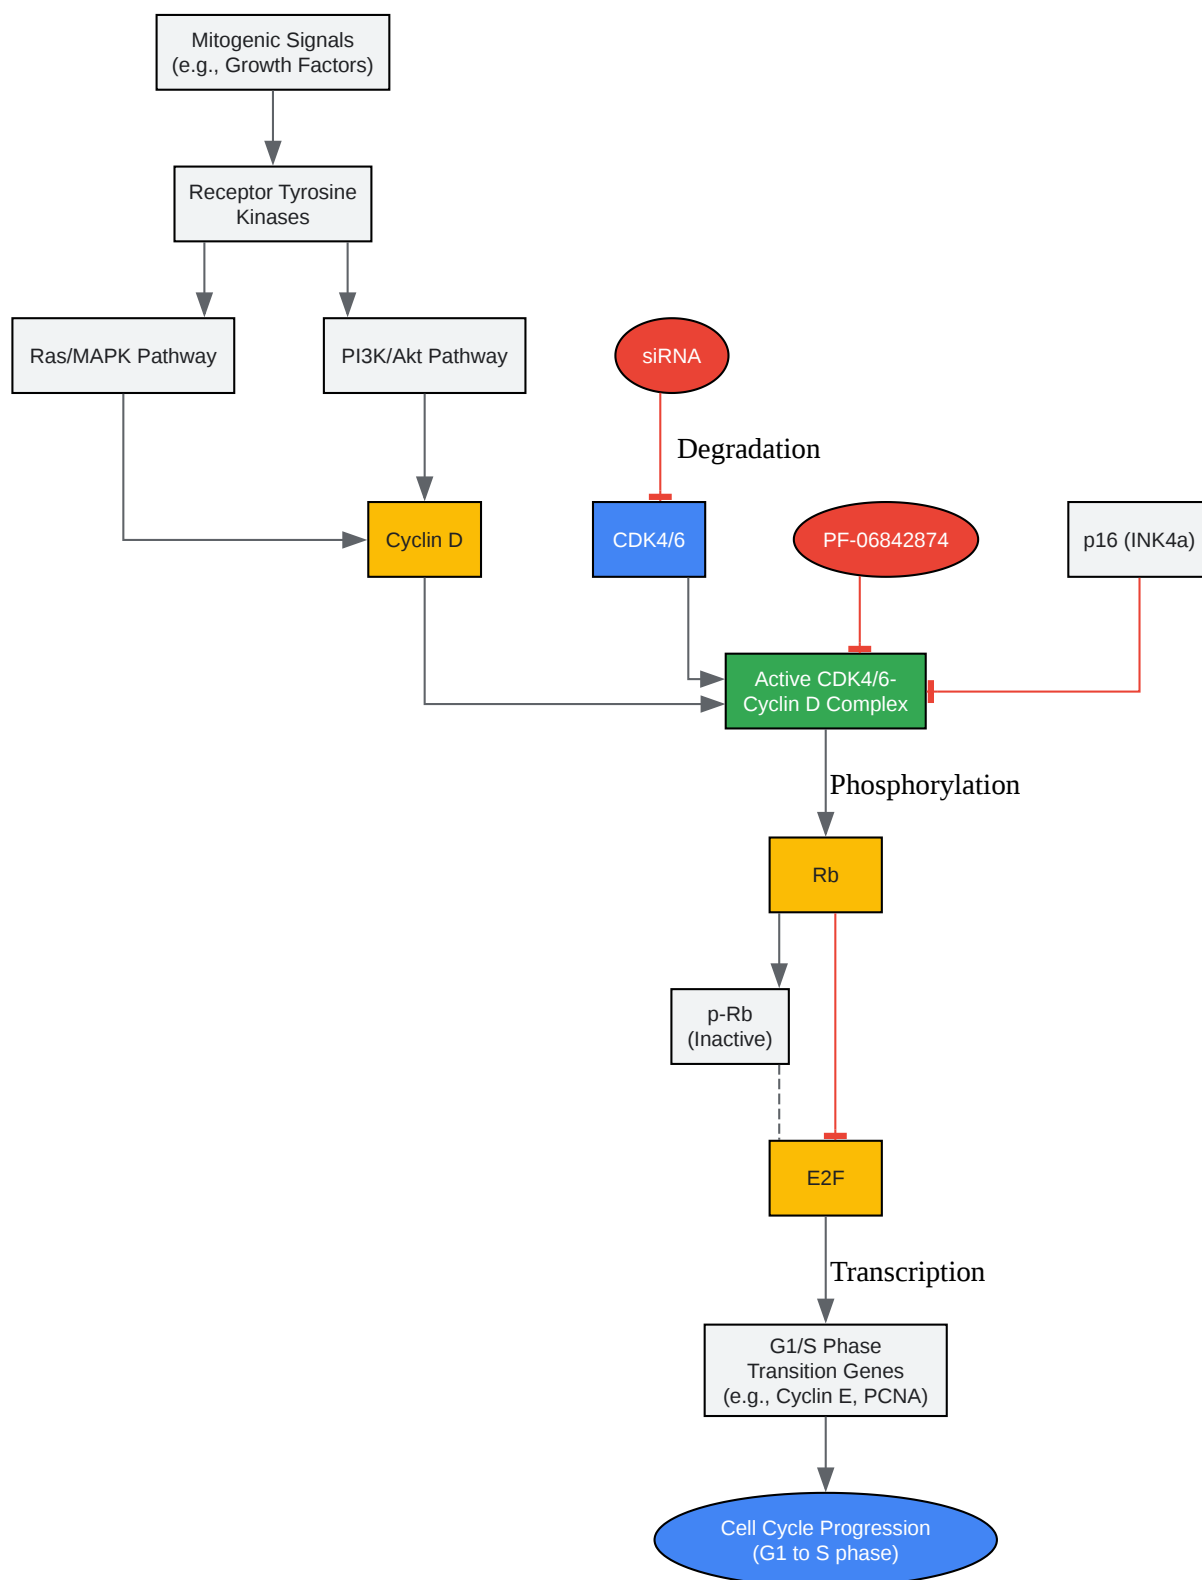 Mitogenic Signals
(e.g., Growth Factors)
Receptor Tyrosine
Kinases
Ras/MAPK Pathway
PI3K/Akt Pathway
siRNA
Degradation
Cyclin D
CDK4/6
PF-06842874
p16 (INK4a)
Active CDK4/6-
Cyclin D Complex
Phosphorylation
Rb
p-Rb
(Inactive)
E2F
Transcription
G1/S Phase
Transition Genes
(e.g., Cyclin E, PCNA)
Cell Cycle Progression
(G1 to S phase)